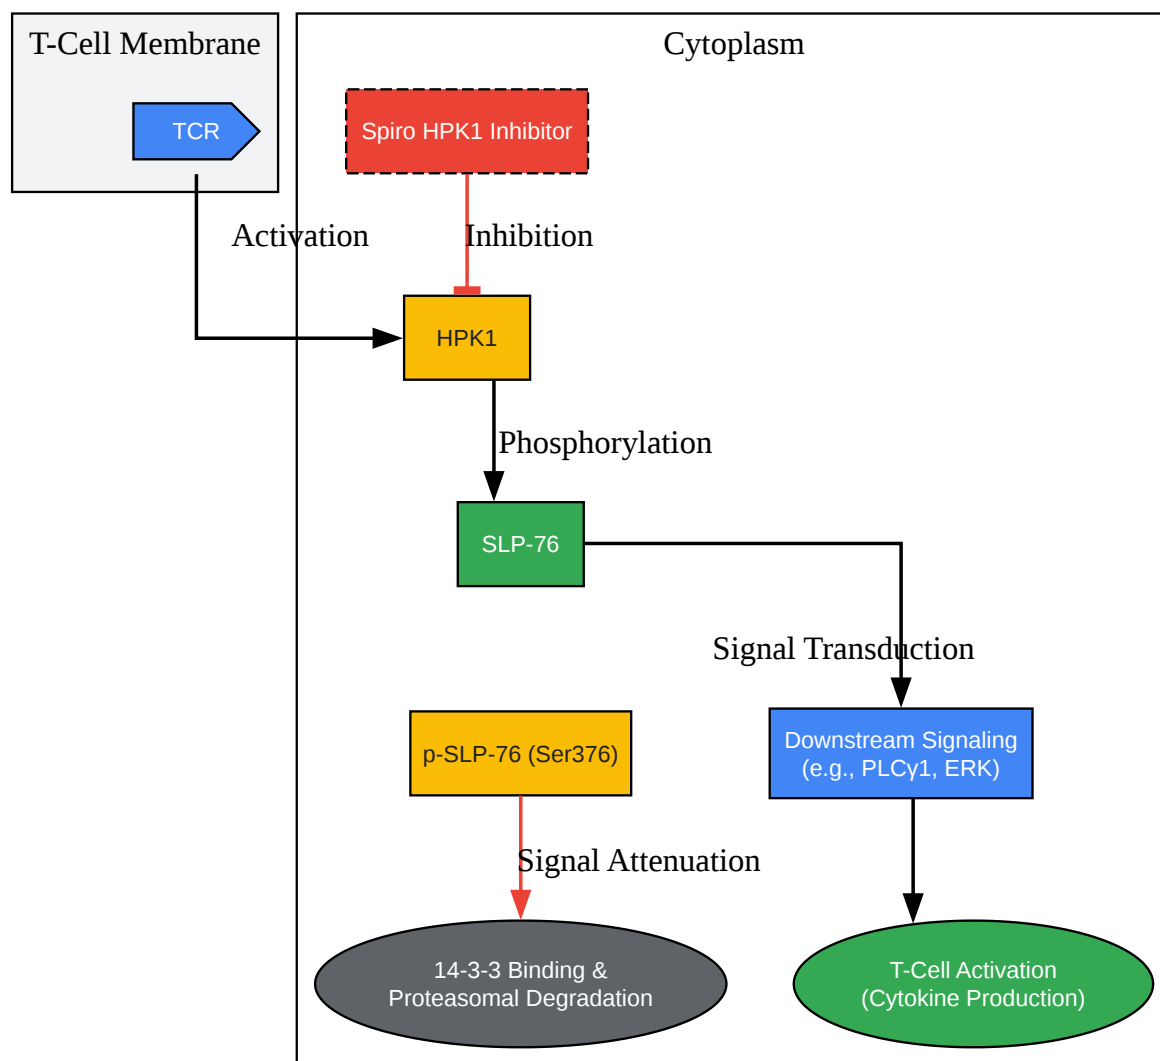 T-Cell Membrane
Cytoplasm
TCR
Spiro HPK1 Inhibitor
Activation
Inhibition
HPK1
Phosphorylation
SLP-76
Signal Transduction
p-SLP-76 (Ser376)
Downstream Signaling
(e.g., PLCγ1, ERK)
Signal Attenuation
14-3-3 Binding &
Proteasomal Degradation
T-Cell Activation
(Cytokine Production)